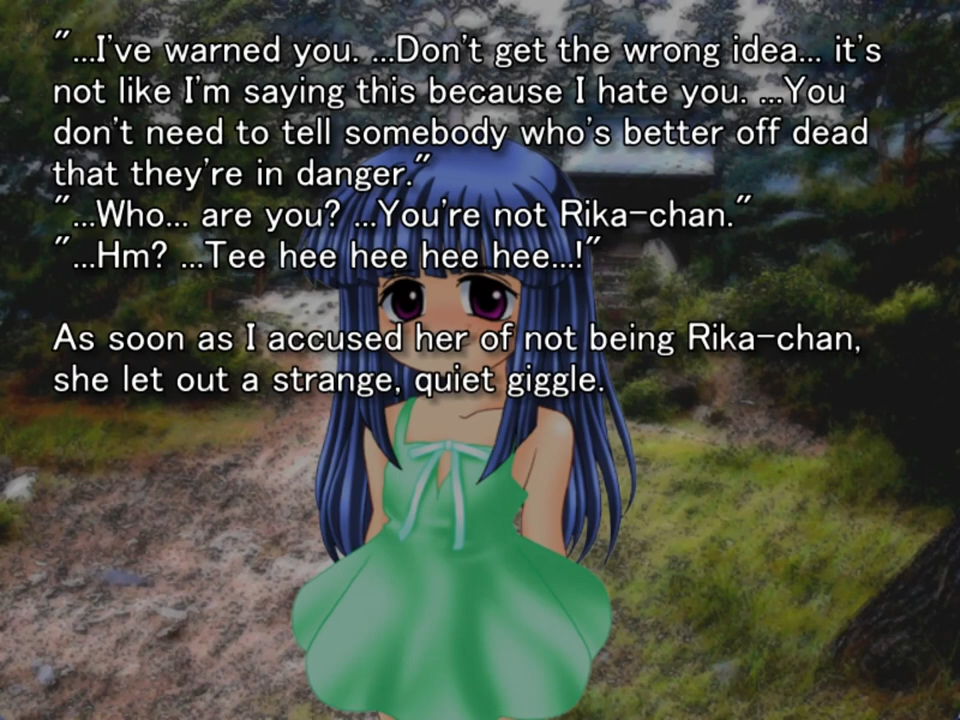 "...I've warned you. ...Don't get the wrong idea... it's
not like I'm saying this because I hate you. ...You
don't need to tell somebody who's better off dead
that they're in danger."
"...Who... are you? ...You're not Rika-chan."
"...Hm? ...Tee hee hee hee hee...!"
As soon as I accused her of not being Rika-chan,
she let out a strange, quiet giggle.